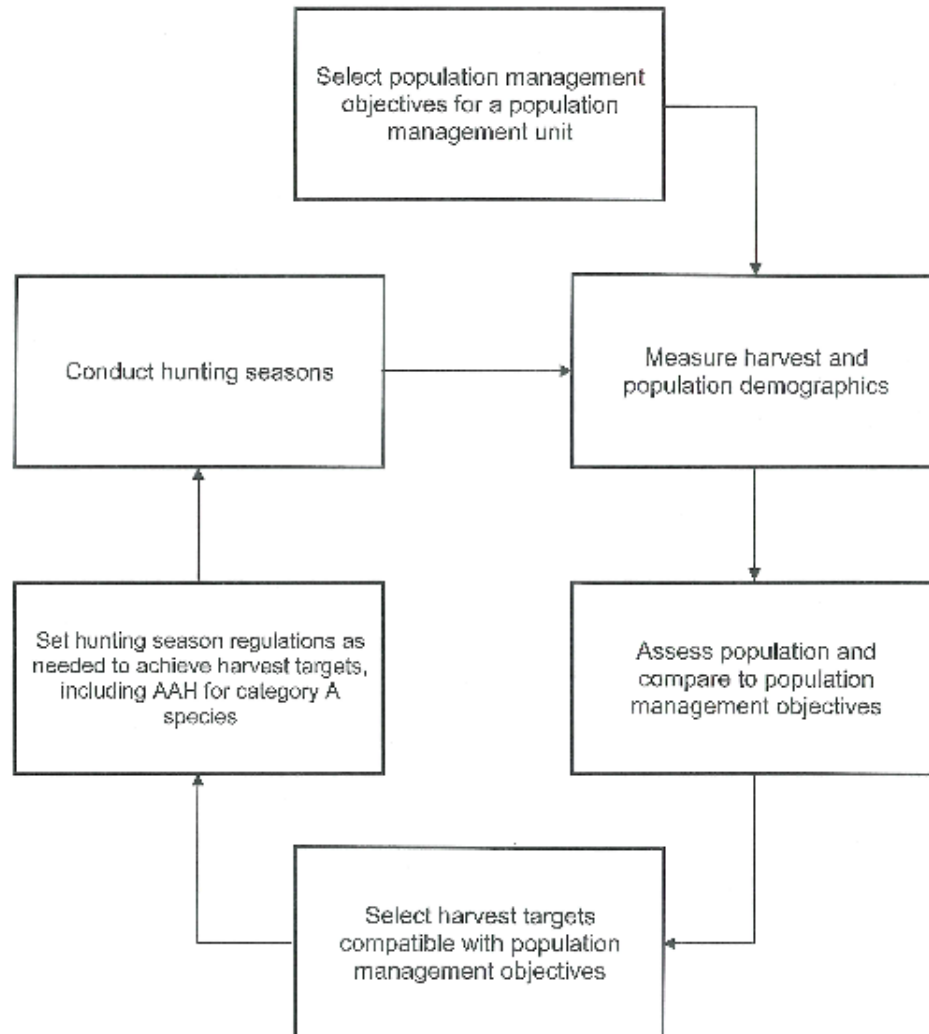 Select population management
objectives for a population
management unit
Conduct hunting seasons
Measure harvest and
population demographics
Set hunting season regulations as
needed to achieve harvest targets,
including AAH for category A
species
Assess population and
compare to population
management objectives
Select harvest targets
compatible with population
management objectives